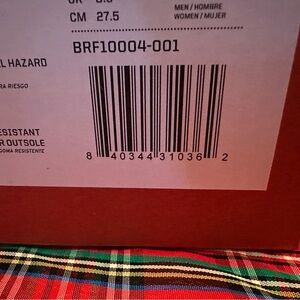 CM 27.5
MEN / HOMBRE
WOMEN / MUJER
BRF10004-001
L HAZARD
RA RIESGO
ESISTANT
R OUTSOLE
GOMA RESISTENTE
8 40344 31036 2